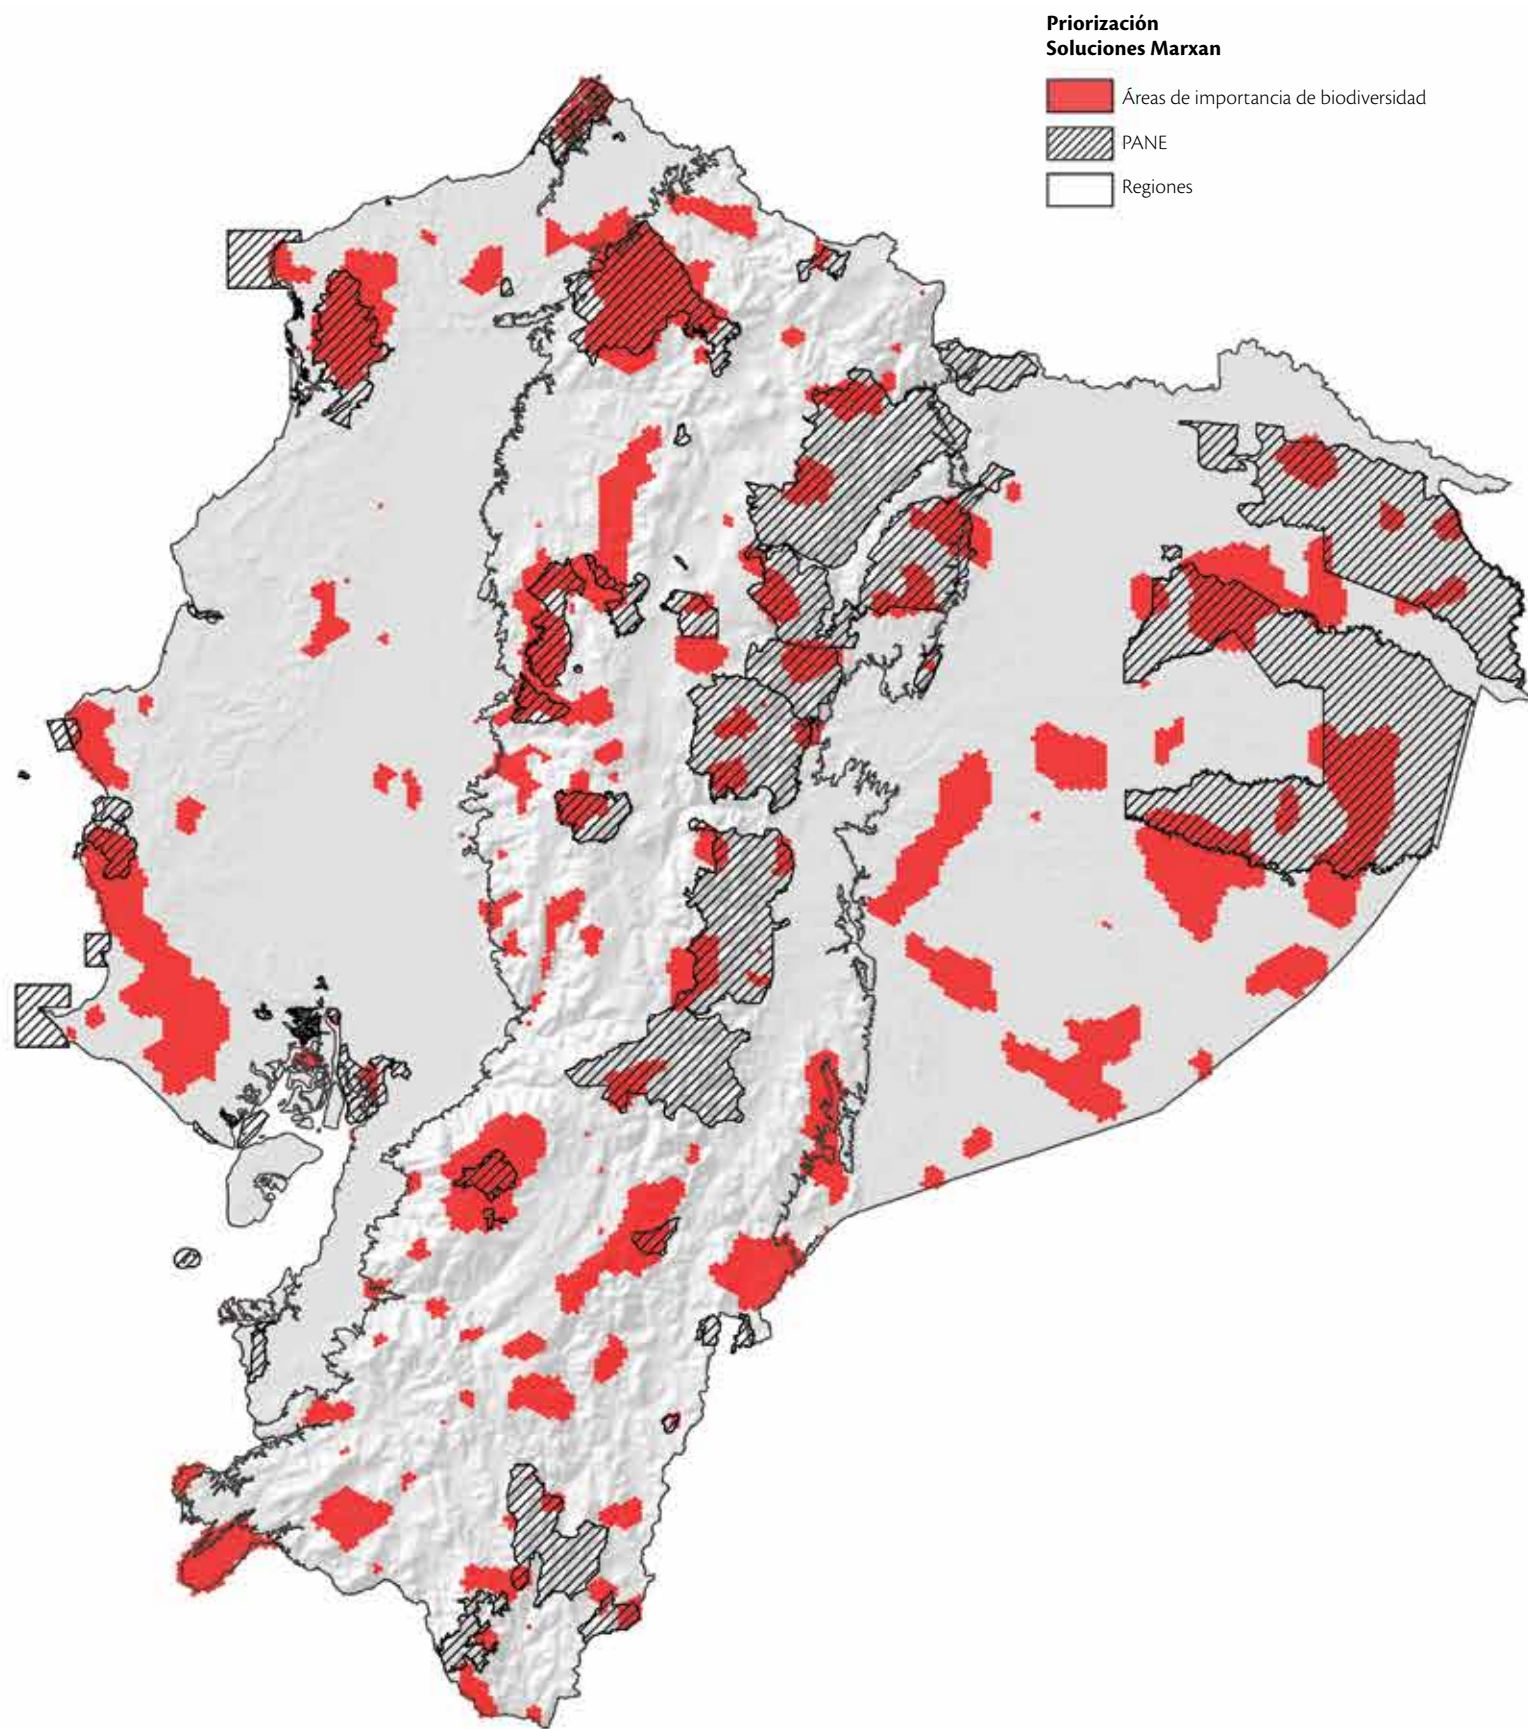 Priorización
Soluciones Marxan
Áreas de importancia de biodiversidad
PANE
Regiones